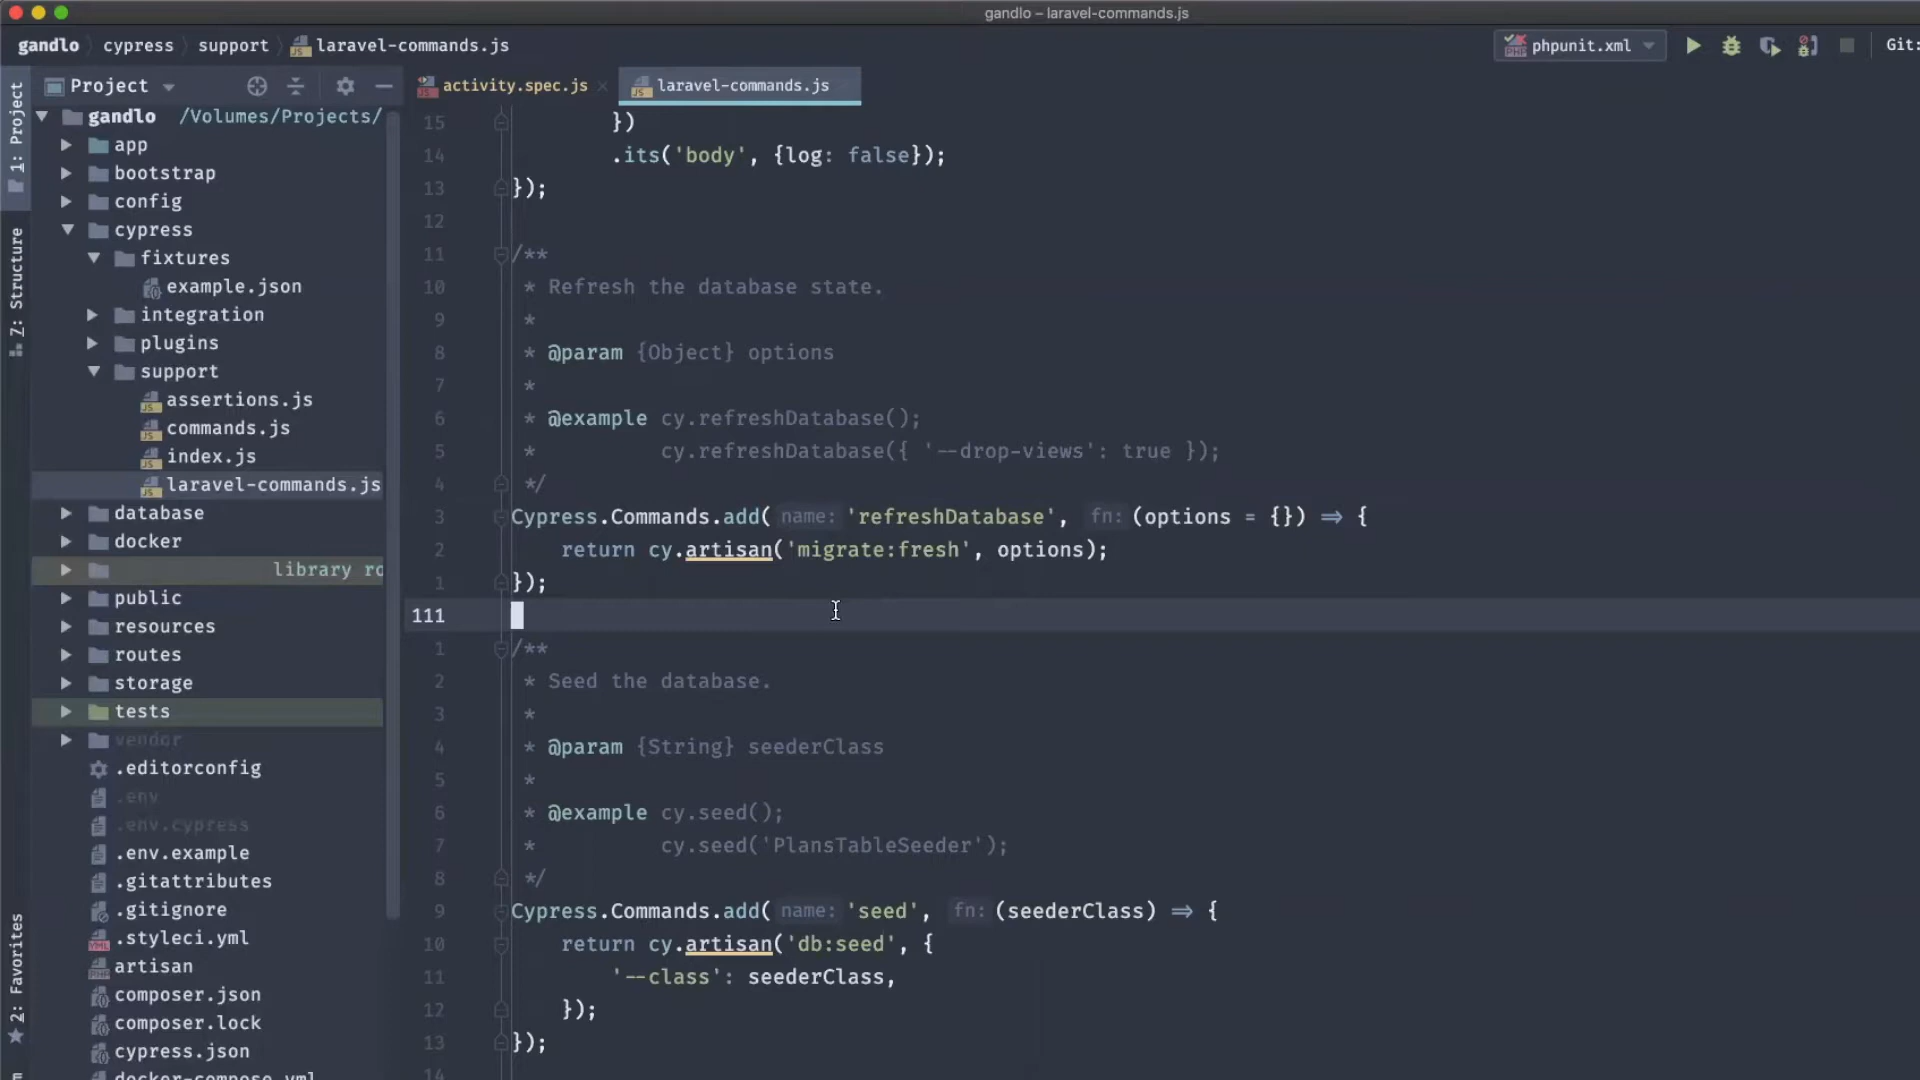 gandlo – laravel-commands.js
gandlo cypress support laravel-commands.js
phpunit.xml
Git:
1: Project
7: Structure
2: Favorites
Project
gandlo /Volumes/Projects/
app
bootstrap
config
cypress
fixtures
example.json
integration
plugins
support
assertions.js
commands.js
index.js
laravel-commands.js
database
docker
library ro
public
resources
routes
storage
tests
vendor
.editorconfig
.env
.env.cypress
.env.example
.gitattributes
.gitignore
.styleci.yml
artisan
composer.json
composer.lock
cypress.json
docker-compose.yml
activity.spec.js
laravel-commands.js
15 })
14 .its('body', {log: false});
13 });
12
11 /**
10 * Refresh the database state.
9 *
8 * @param {Object} options
7 *
6 * @example cy.refreshDatabase();
5 * cy.refreshDatabase({ '--drop-views': true });
4 */
3 Cypress.Commands.add( name: 'refreshDatabase', fn: (options = {}) => {
2 return cy.artisan('migrate:fresh', options);
1 });
111
1 /**
2 * Seed the database.
3 *
4 * @param {String} seederClass
5 *
6 * @example cy.seed();
7 * cy.seed('PlansTableSeeder');
8 */
9 Cypress.Commands.add( name: 'seed', fn: (seederClass) => {
10 return cy.artisan('db:seed', {
11 '--class': seederClass,
12 });
13 });
14